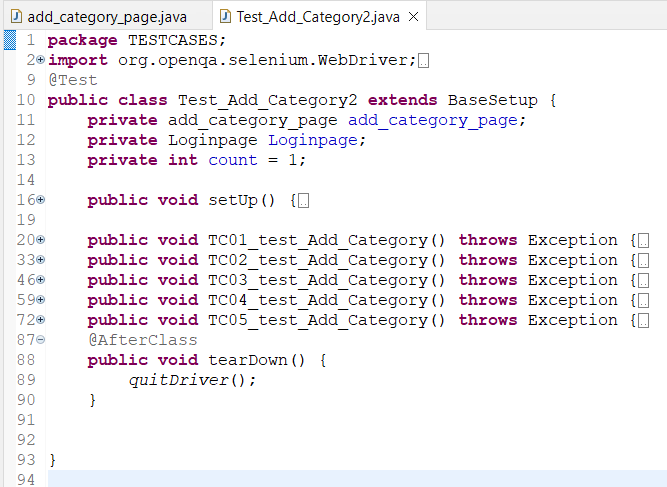 add_category_page.java Test_Add_Category2.java
1 package TESTCASES;
2 import org.openqa.selenium.WebDriver;
9 @Test
10 public class Test_Add_Category2 extends BaseSetup {
11 private add_category_page add_category_page;
12 private Loginpage Loginpage;
13 private int count = 1;
14
16 public void setUp() {
19
20 public void TC01_test_Add_Category() throws Exception {
33 public void TC02_test_Add_Category() throws Exception {
46 public void TC03_test_Add_Category() throws Exception {
59 public void TC04_test_Add_Category() throws Exception {
72 public void TC05_test_Add_Category() throws Exception {
87 @AfterClass
88 public void tearDown() {
89 quitDriver();
90 }
91
92
93 }
94